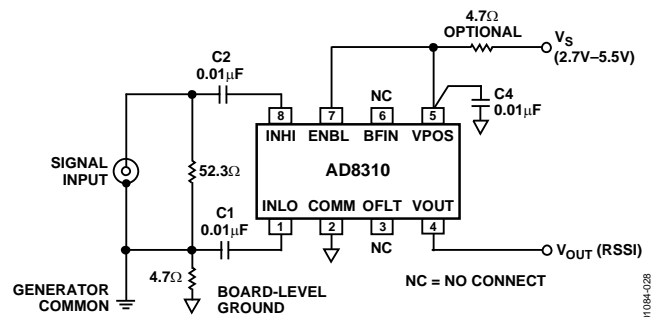 4.7Ω
OPTIONAL
VS
(2.7V–5.5V)
C2
0.01μF
NC
C4
0.01μF
8
7
6
5
INHI ENBL BFIN VPOS
SIGNAL
INPUT
52.3Ω
AD8310
C1
0.01μF
INLO COMM OFLT VOUT
1
2
3
4
NC
4.7Ω
VOUT (RSSI)
GENERATOR
COMMON
BOARD-LEVEL
GROUND
NC = NO CONNECT
01084-028